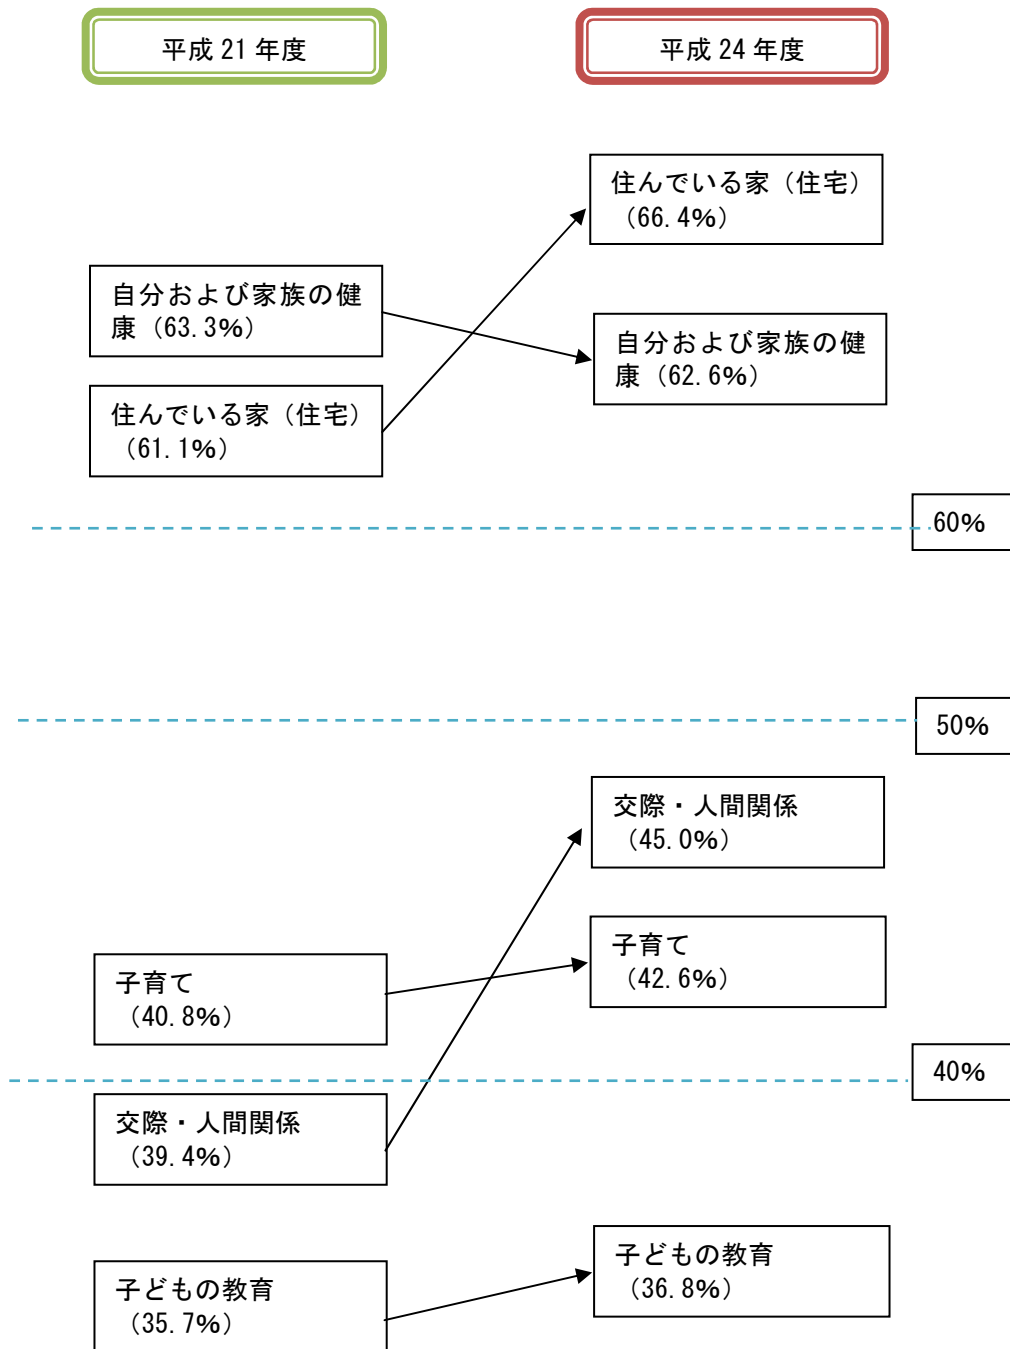 平成 21 年度
平成 24 年度
住んでいる家（住宅）
（66.4%）
自分および家族の健
康（63.3%）
自分および家族の健
康（62.6%）
住んでいる家（住宅）
（61.1%）
60%
50%
交際・人間関係
（45.0%）
子育て
（42.6%）
子育て
（40.8%）
40%
交際・人間関係
（39.4%）
子どもの教育
（36.8%）
子どもの教育
（35.7%）